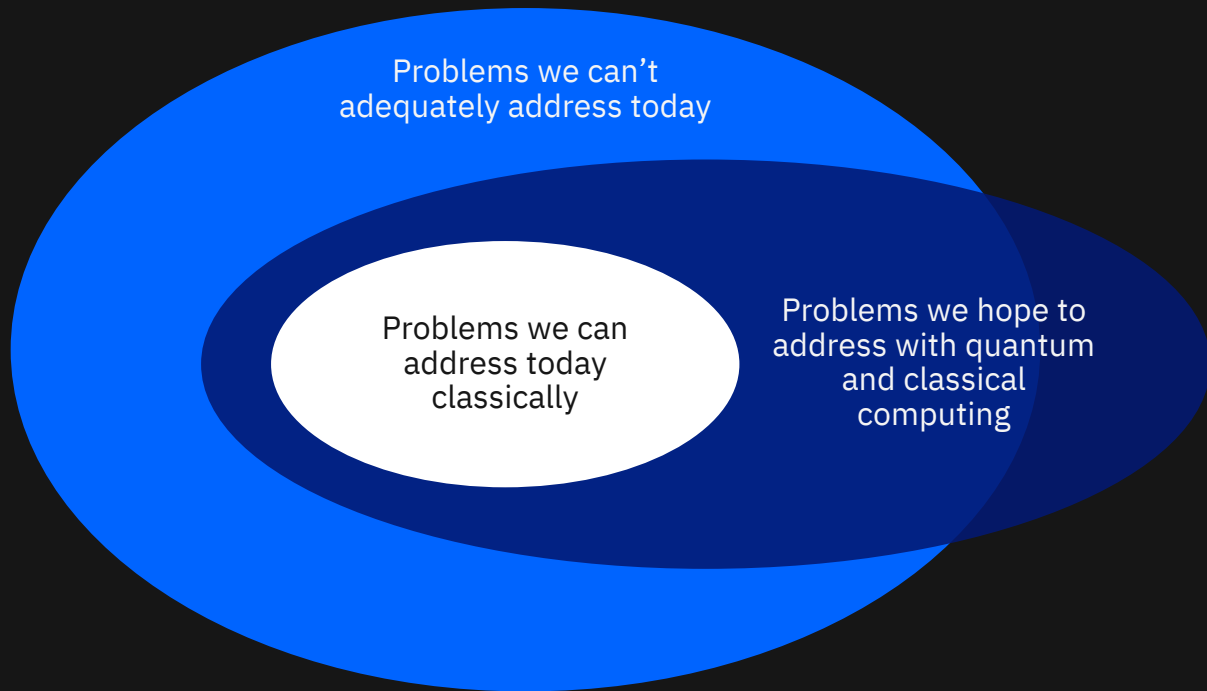 Problems we can’t
adequately address today
Problems we can
address today
classically
Problems we hope to
address with quantum
and classical
computing